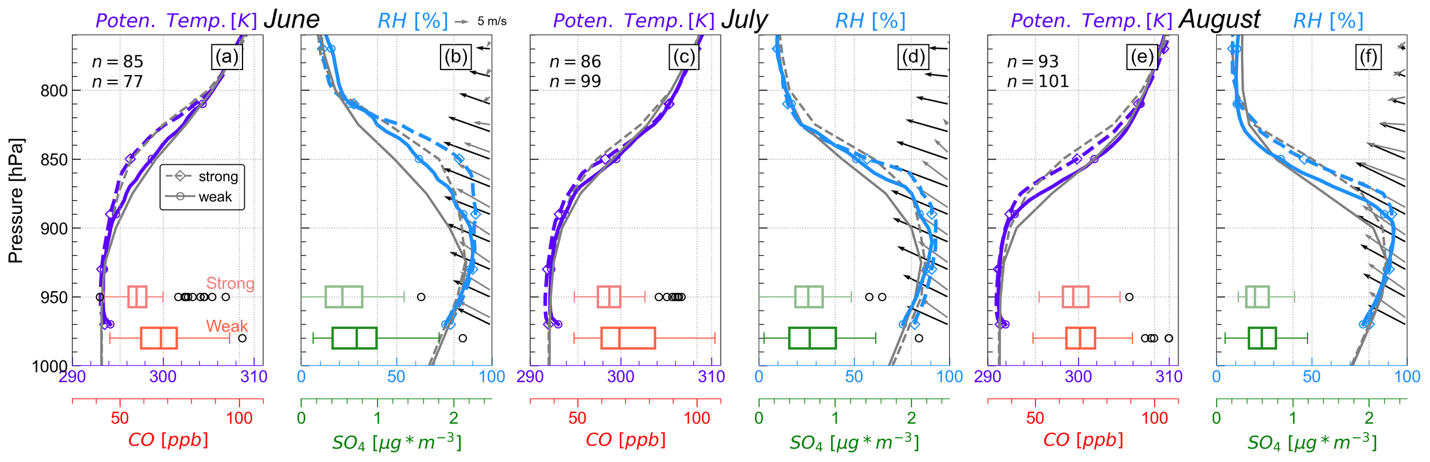 Poten. Temp. [K] June RH [%] 5 m/s Poten. Temp. [K] July RH [%] Poten. Temp. [K] August RH [%]
(a) (b) (c) (d) (e) (f)
n = 85
n = 77
n = 86
n = 99
n = 93
n = 101
Pressure [hPa]
800
850
900
950
1000
strong
weak
Strong
Weak
290 300 310 0 50 100 290 300 310 0 50 100 290 300 310 0 50 100
50 100 0 1 2 50 100 0 1 2 50 100 0 1 2
CO [ppb] SO₄ [μg * m⁻³] CO [ppb] SO₄ [μg * m⁻³] CO [ppb] SO₄ [μg * m⁻³]